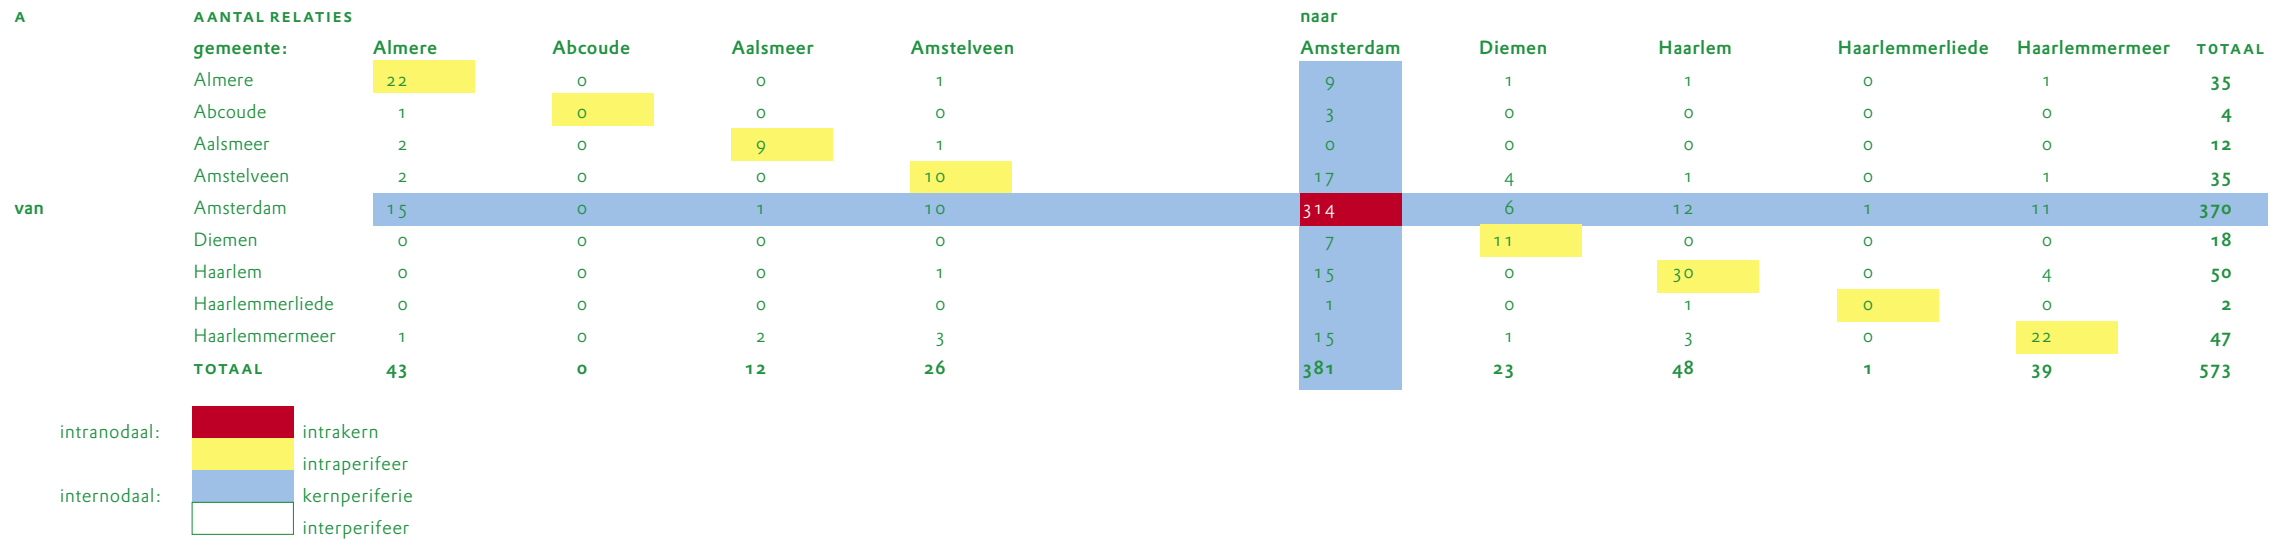 A AANTAL RELATIES naar
gemeente: Almere Abcoude Aalsmeer Amstelveen Amsterdam Diemen Haarlem Haarlemmerliede Haarlemmermeer TOTAAL
Almere 22 0 0 1 9 1 1 0 1 35
Abcoude 1 0 0 0 3 0 0 0 0 4
Aalsmeer 2 0 9 1 0 0 0 0 0 12
Amstelveen 2 0 0 10 17 4 1 0 1 35
van Amsterdam 15 0 1 10 314 6 12 1 11 370
Diemen 0 0 0 0 7 11 0 0 0 18
Haarlem 0 0 0 1 15 0 30 0 4 50
Haarlemmerliede 0 0 0 0 1 0 1 0 0 2
Haarlemmermeer 1 0 2 3 15 1 3 0 22 47
TOTAAL 43 0 12 26 381 23 48 1 39 573
intranodaal: intrakern
intraperifeer
internodaal: kernperiferie
interperifeer